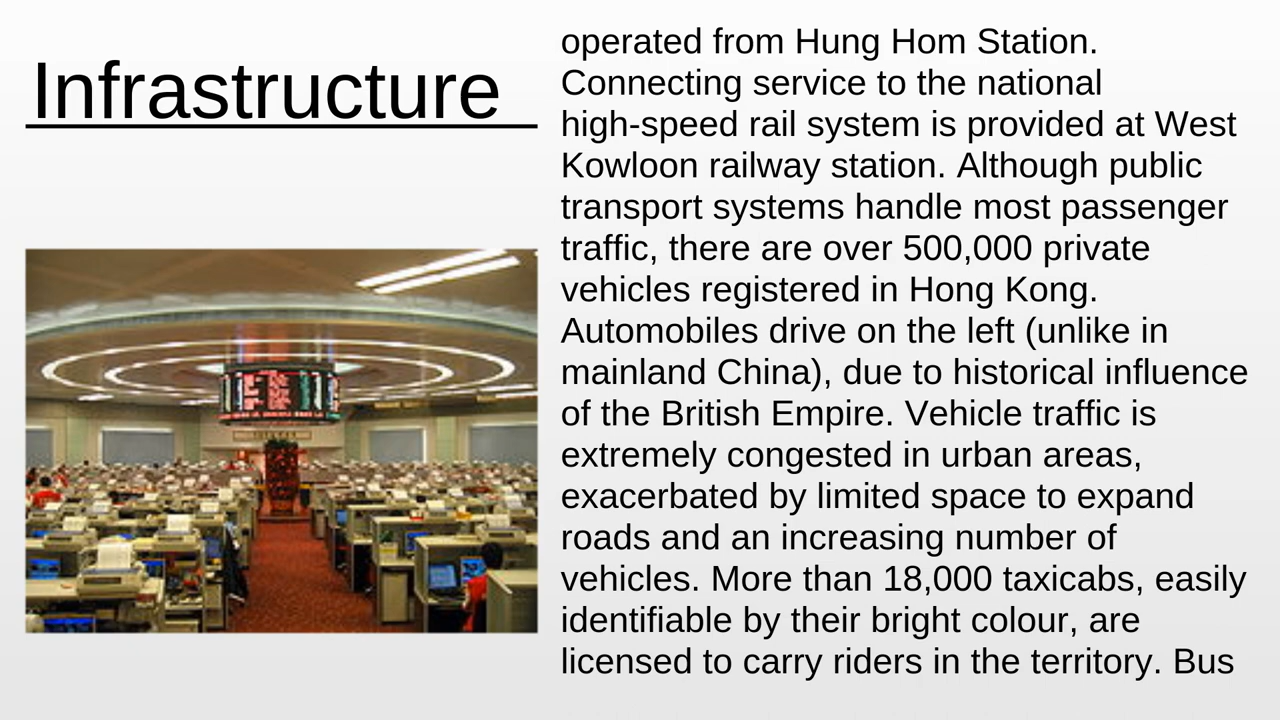 Infrastructure
operated from Hung Hom Station.
Connecting service to the national
high-speed rail system is provided at West
Kowloon railway station. Although public
transport systems handle most passenger
traffic, there are over 500,000 private
vehicles registered in Hong Kong.
Automobiles drive on the left (unlike in
mainland China), due to historical influence
of the British Empire. Vehicle traffic is
extremely congested in urban areas,
exacerbated by limited space to expand
roads and an increasing number of
vehicles. More than 18,000 taxicabs, easily
identifiable by their bright colour, are
licensed to carry riders in the territory. Bus